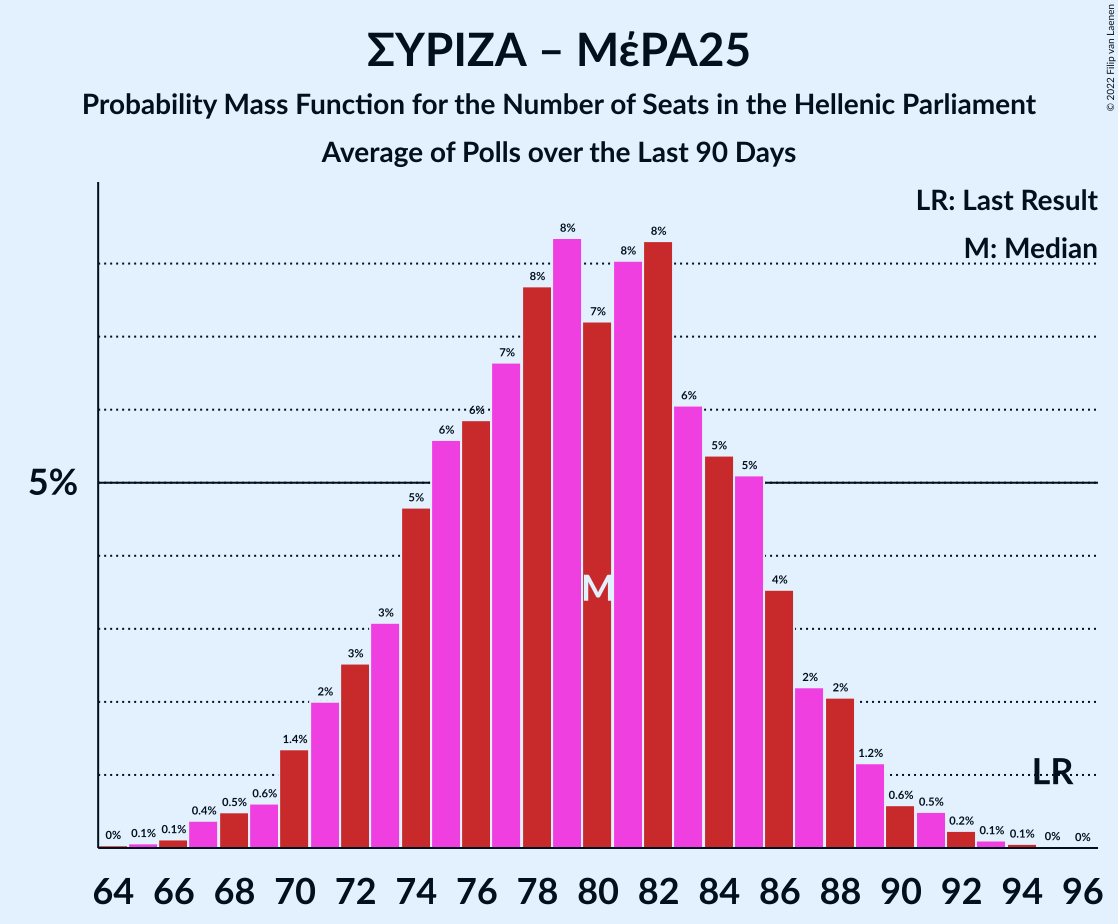 ΣΥΡΙΖΑ – ΜέΡΑ25
Probability Mass Function for the Number of Seats in the Hellenic Parliament
Average of Polls over the Last 90 Days
© 2022 Filip van Laenen
LR: Last Result
M: Median
5%
0% 0.1% 0.1% 0.4% 0.5% 0.6% 1.4% 2% 3% 3% 5% 6% 6% 7% 8% 8% 7% 8% 8% 6% 5% 5% 4% 2% 2% 1.2% 0.6% 0.5% 0.2% 0.1% 0.1% 0% 0%
M
LR
64 66 68 70 72 74 76 78 80 82 84 86 88 90 92 94 96